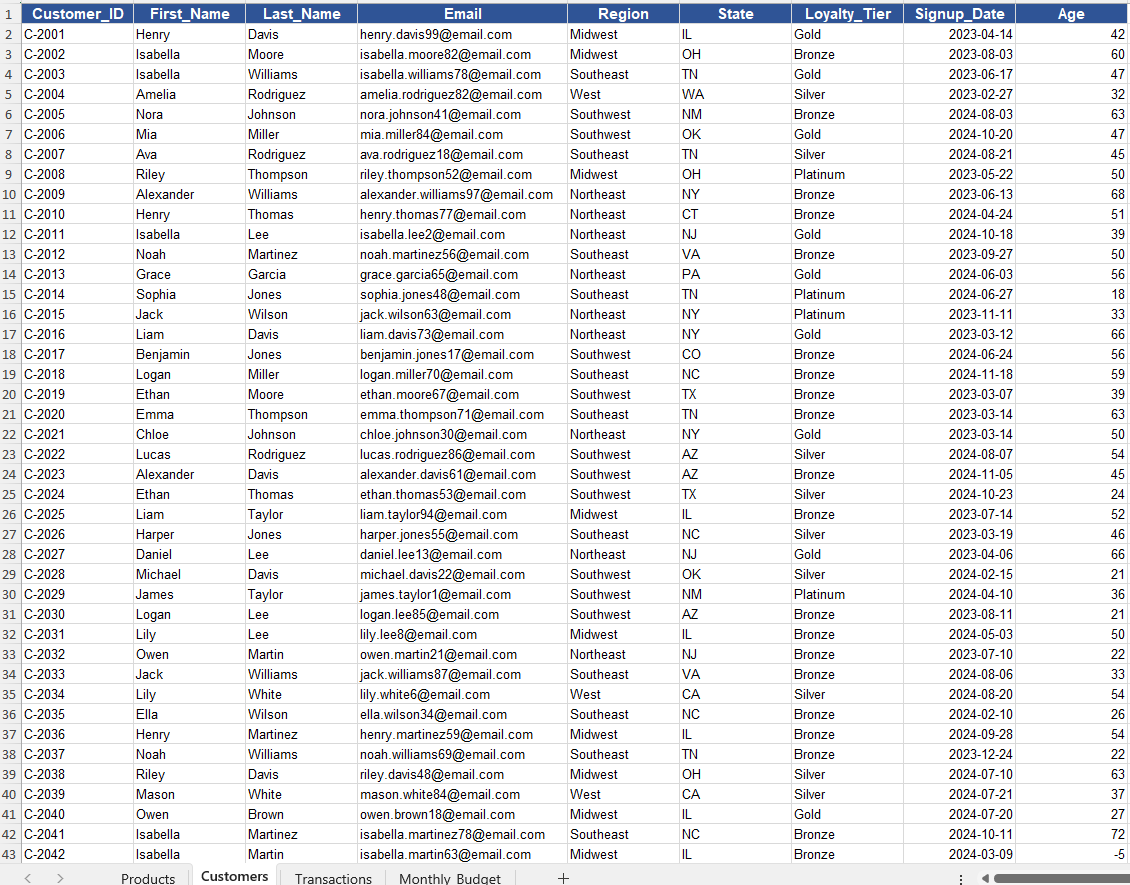 1 Customer_ID First_Name Last_Name Email Region State Loyalty_Tier Signup_Date Age
2 C-2001 Henry Davis henry.davis99@email.com Midwest IL Gold 2023-04-14 42
3 C-2002 Isabella Moore isabella.moore82@email.com Midwest OH Bronze 2023-08-03 60
4 C-2003 Isabella Williams isabella.williams78@email.com Southeast TN Gold 2023-06-17 47
5 C-2004 Amelia Rodriguez amelia.rodriguez82@email.com West WA Silver 2023-02-27 32
6 C-2005 Nora Johnson nora.johnson41@email.com Southwest NM Bronze 2024-08-03 63
7 C-2006 Mia Miller mia.miller84@email.com Southwest OK Gold 2024-10-20 47
8 C-2007 Ava Rodriguez ava.rodriguez18@email.com Southeast TN Silver 2024-08-21 45
9 C-2008 Riley Thompson riley.thompson52@email.com Midwest OH Platinum 2023-05-22 50
10 C-2009 Alexander Williams alexander.williams97@email.com Northeast NY Bronze 2023-06-13 68
11 C-2010 Henry Thomas henry.thomas77@email.com Northeast CT Bronze 2024-04-24 51
12 C-2011 Isabella Lee isabella.lee2@email.com Northeast NJ Gold 2024-10-18 39
13 C-2012 Noah Martinez noah.martinez56@email.com Southeast VA Bronze 2023-09-27 50
14 C-2013 Grace Garcia grace.garcia65@email.com Northeast PA Gold 2024-06-03 56
15 C-2014 Sophia Jones sophia.jones48@email.com Southeast TN Platinum 2024-06-27 18
16 C-2015 Jack Wilson jack.wilson63@email.com Northeast NY Platinum 2023-11-11 33
17 C-2016 Liam Davis liam.davis73@email.com Northeast NY Gold 2023-03-12 66
18 C-2017 Benjamin Jones benjamin.jones17@email.com Southwest CO Bronze 2024-06-24 56
19 C-2018 Logan Miller logan.miller70@email.com Southeast NC Bronze 2024-11-18 59
20 C-2019 Ethan Moore ethan.moore67@email.com Southwest TX Bronze 2023-03-07 39
21 C-2020 Emma Thompson emma.thompson71@email.com Southeast TN Bronze 2023-03-14 63
22 C-2021 Chloe Johnson chloe.johnson30@email.com Northeast NY Gold 2023-03-14 50
23 C-2022 Lucas Rodriguez lucas.rodriguez86@email.com Southwest AZ Silver 2024-08-07 54
24 C-2023 Alexander Davis alexander.davis61@email.com Southwest AZ Bronze 2024-11-05 45
25 C-2024 Ethan Thomas ethan.thomas53@email.com Southwest TX Silver 2024-10-23 24
26 C-2025 Liam Taylor liam.taylor94@email.com Midwest IL Bronze 2023-07-14 52
27 C-2026 Harper Jones harper.jones55@email.com Southeast NC Silver 2023-03-19 46
28 C-2027 Daniel Lee daniel.lee13@email.com Northeast NJ Gold 2023-04-06 66
29 C-2028 Michael Davis michael.davis22@email.com Southwest OK Silver 2024-02-15 21
30 C-2029 James Taylor james.taylor1@email.com Southwest NM Platinum 2024-04-10 36
31 C-2030 Logan Lee logan.lee85@email.com Southwest AZ Bronze 2023-08-11 21
32 C-2031 Lily Lee lily.lee8@email.com Midwest IL Bronze 2024-05-03 50
33 C-2032 Owen Martin owen.martin21@email.com Northeast NJ Bronze 2023-07-10 22
34 C-2033 Jack Williams jack.williams87@email.com Southeast VA Bronze 2024-08-06 33
35 C-2034 Lily White lily.white6@email.com West CA Silver 2024-08-20 54
36 C-2035 Ella Wilson ella.wilson34@email.com Southeast NC Bronze 2024-02-10 26
37 C-2036 Henry Martinez henry.martinez59@email.com Midwest IL Bronze 2024-09-28 54
38 C-2037 Noah Williams noah.williams69@email.com Southeast TN Bronze 2023-12-24 22
39 C-2038 Riley Davis riley.davis48@email.com Midwest OH Silver 2024-07-10 63
40 C-2039 Mason White mason.white84@email.com West CA Silver 2024-07-21 37
41 C-2040 Owen Brown owen.brown18@email.com Midwest IL Gold 2024-07-20 27
42 C-2041 Isabella Martinez isabella.martinez78@email.com Southeast NC Bronze 2024-10-11 72
43 C-2042 Isabella Martin isabella.martin63@email.com Midwest IL Bronze 2024-03-09 -5
Products Customers Transactions Monthly_Budget